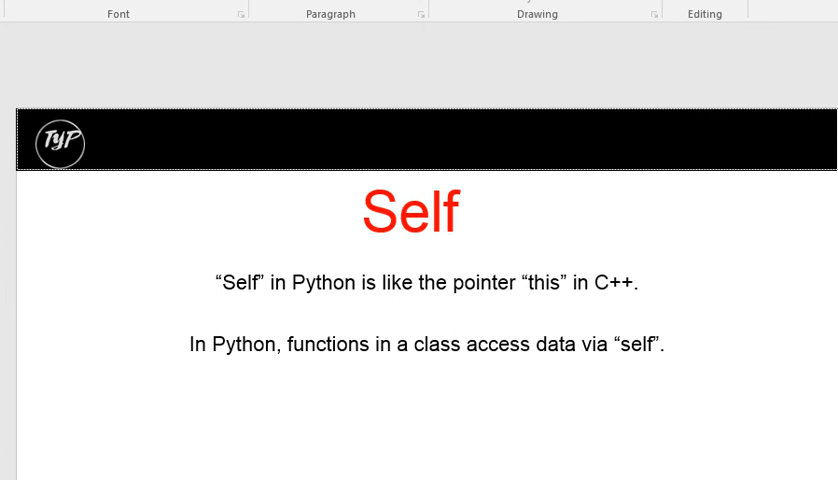 Font Paragraph Drawing Editing
TyP
Self
“Self” in Python is like the pointer “this” in C++.
In Python, functions in a class access data via “self”.